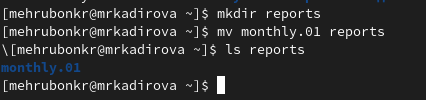 [mehrubonkr@mrkadirova ~]$ mkdir reports
[mehrubonkr@mrkadirova ~]$ mv monthly.01 reports
\[mehrubonkr@mrkadirova ~]$ ls reports
monthly.01
[mehrubonkr@mrkadirova ~]$